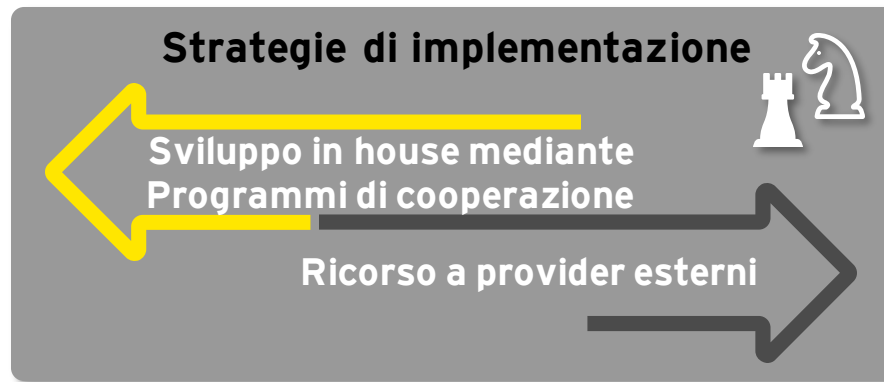 Strategie di implementazione
Sviluppo in house mediante
Programmi di cooperazione
Ricorso a provider esterni